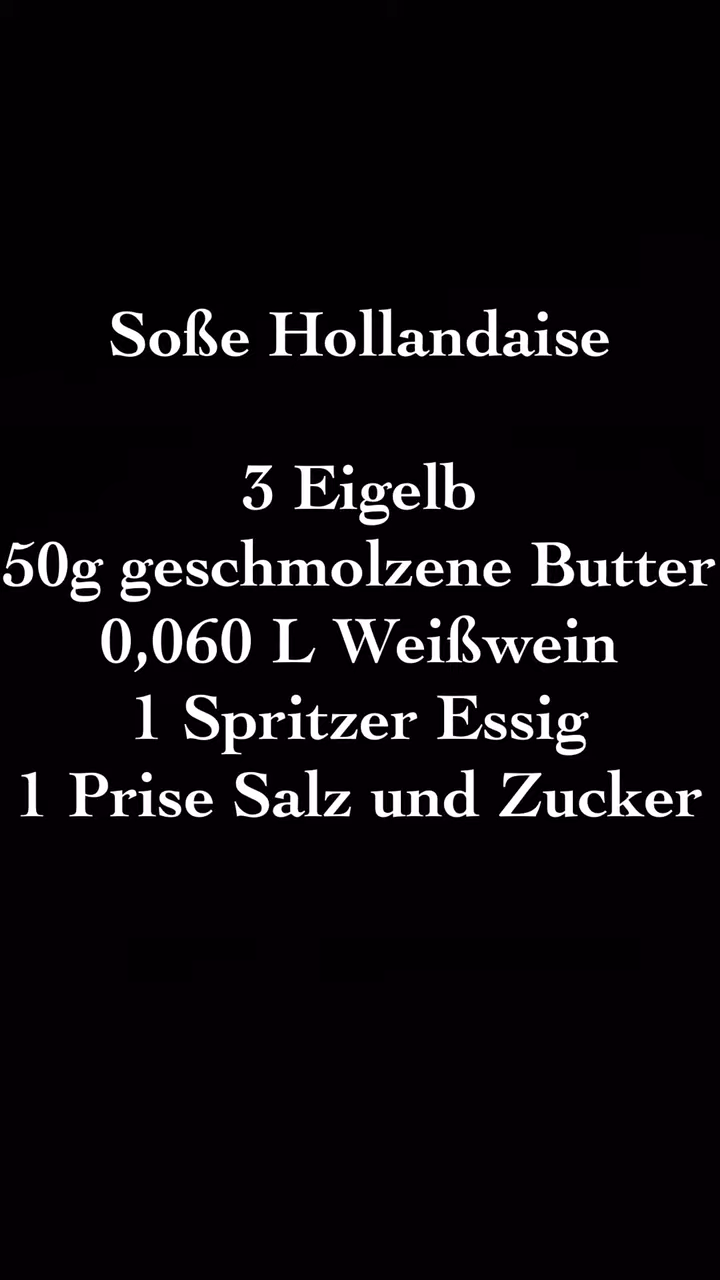 Soße Hollandaise
3 Eigelb
50g geschmolzene Butter
0,060 L Weißwein
1 Spritzer Essig
1 Prise Salz und Zucker